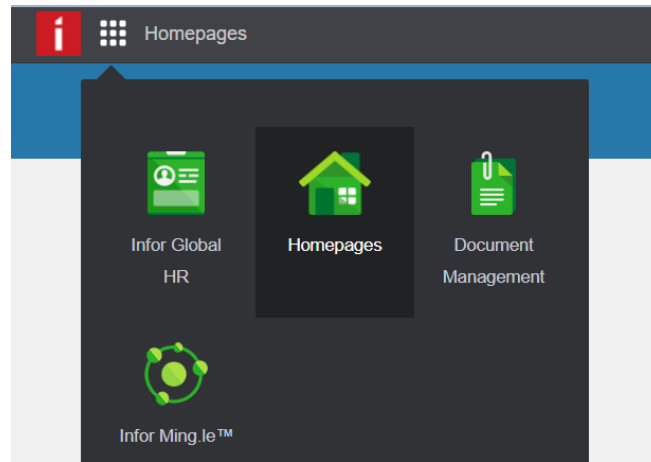 Homepages
Infor Global
HR
Homepages
Document
Management
Infor Ming.le™